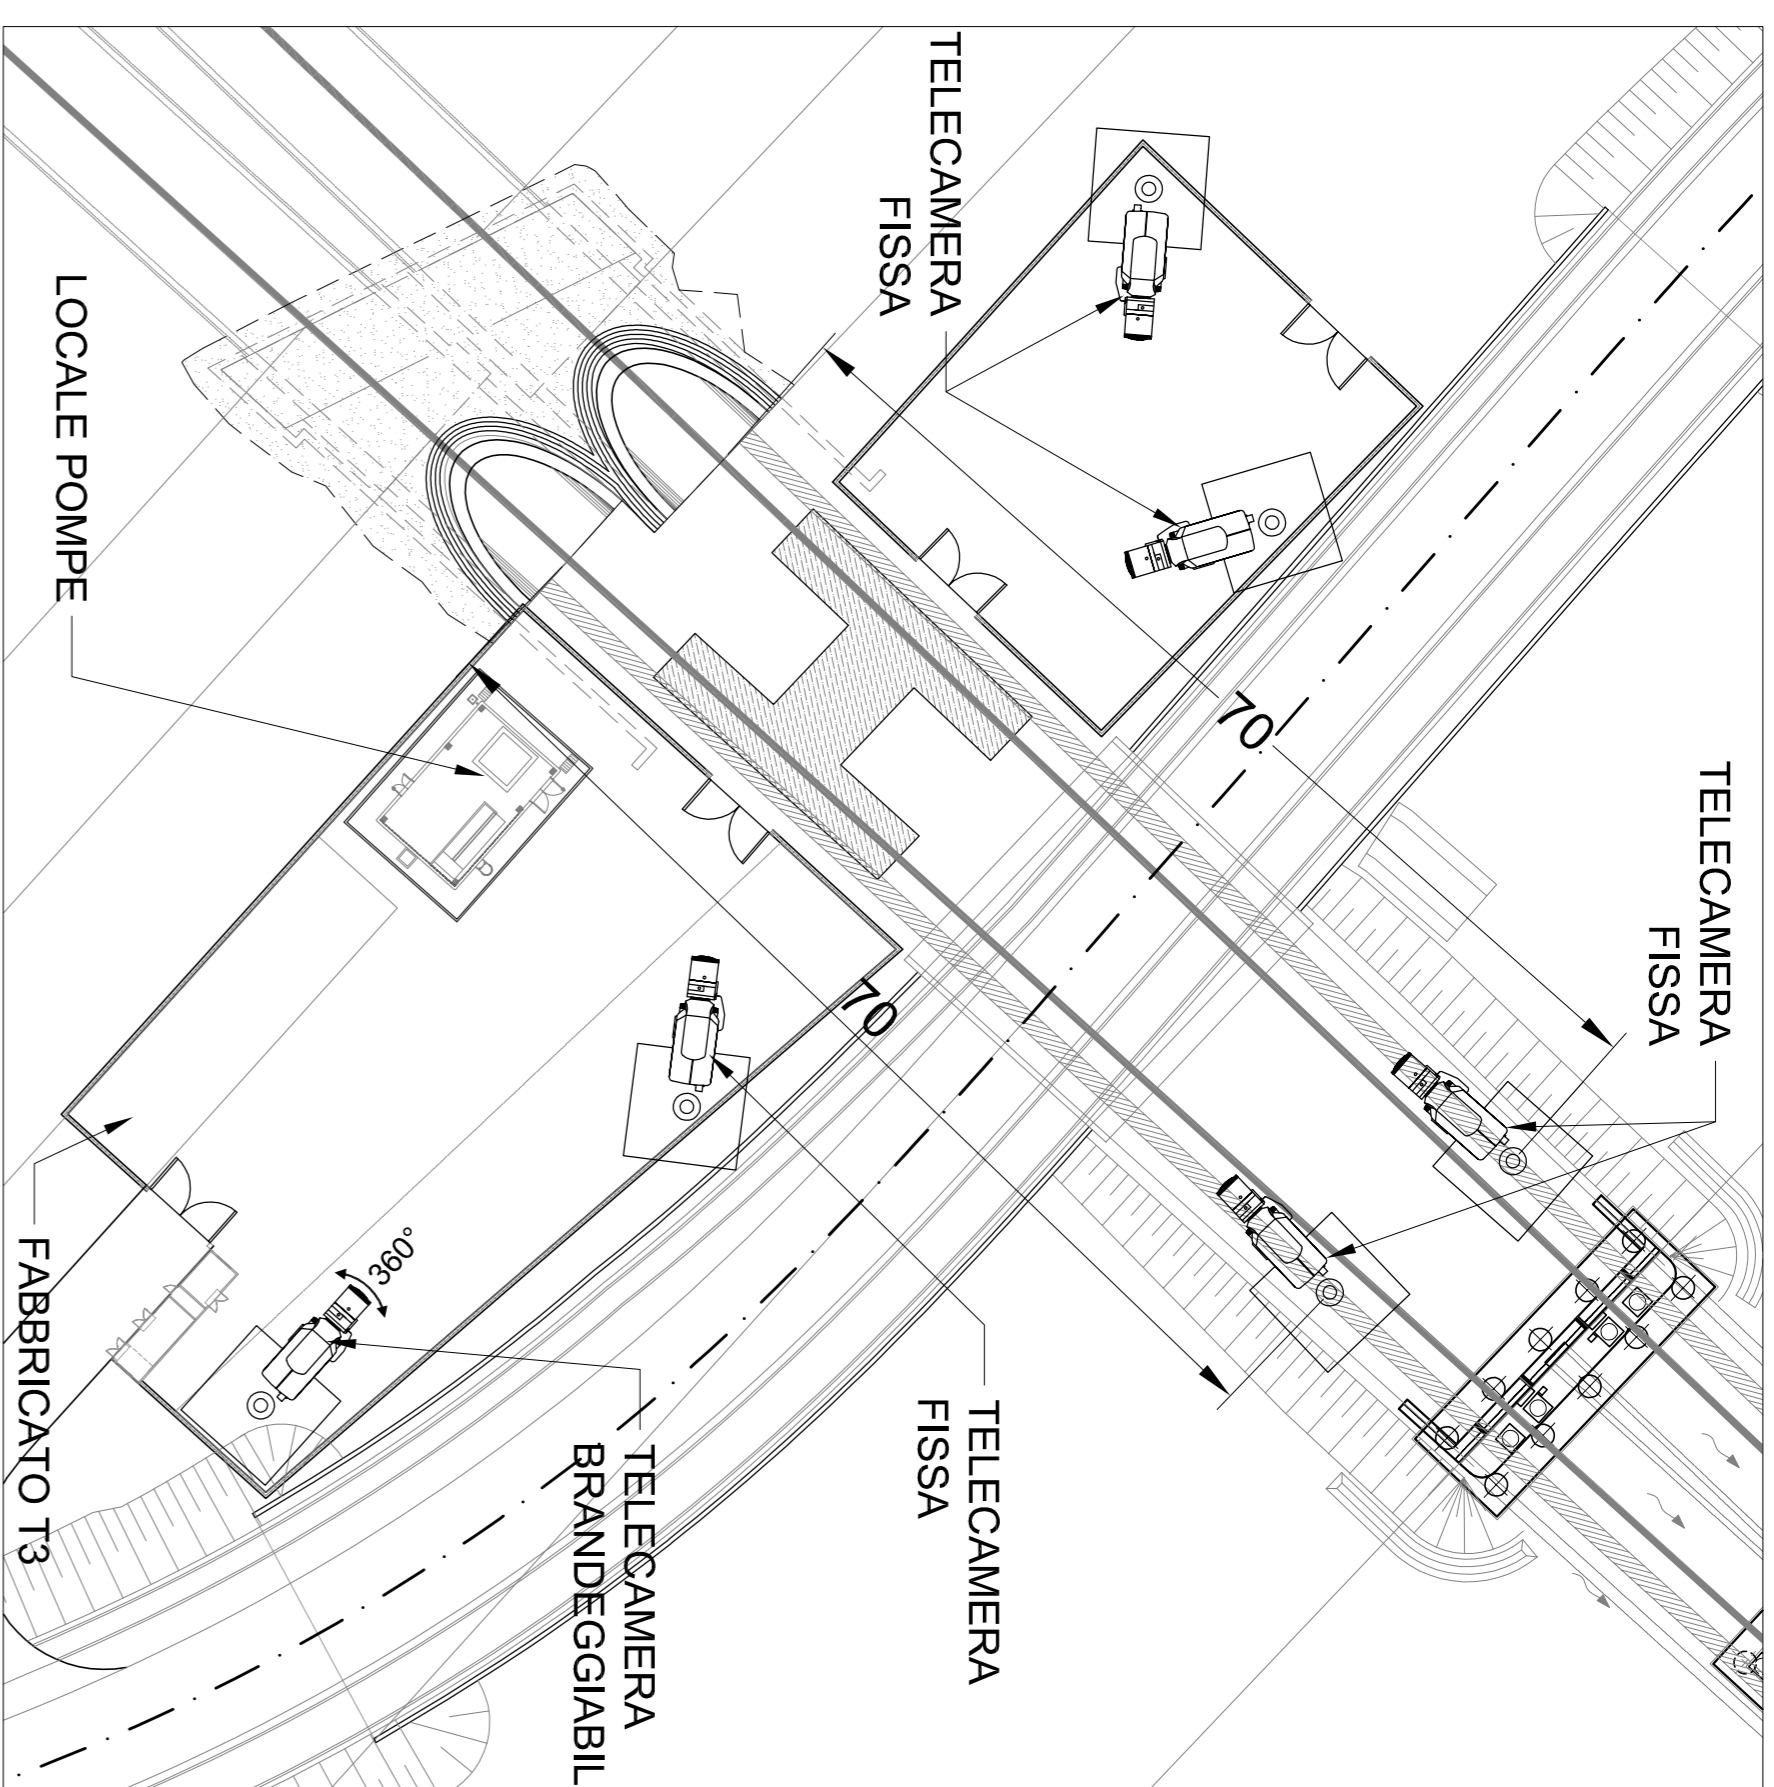 TELECAMERA
FISSA
TELECAMERA
FISSA
70
LOCALE POMPE
70
TELECAMERA
FISSA
360°
TELECAMERA
BRANDEGGIABIL
FABBRICATO T3